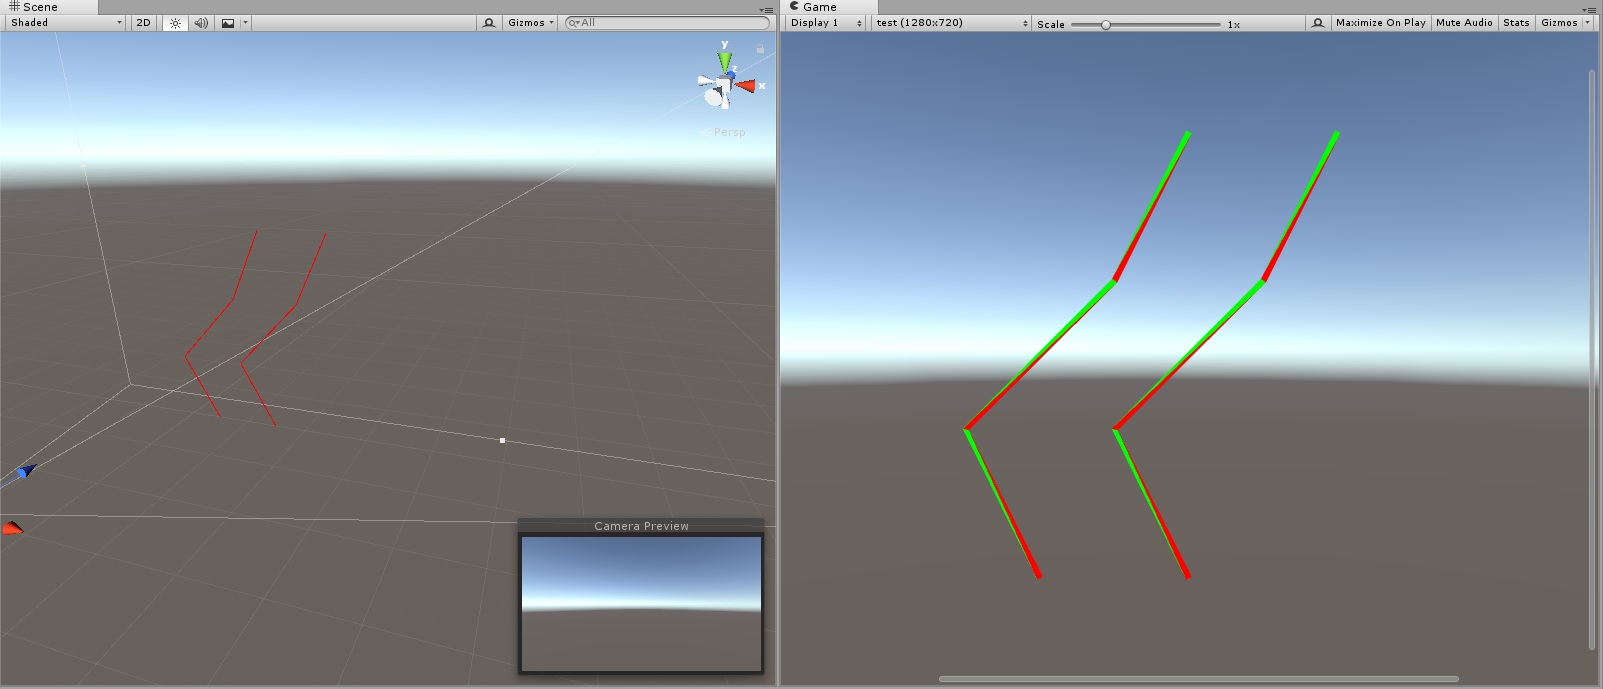 Scene
Shaded 2D Gizmos All
y
z
x
Persp
Camera Preview
Game
Display 1 test (1280x720) Scale 1x Maximize On Play Mute Audio Stats Gizmos